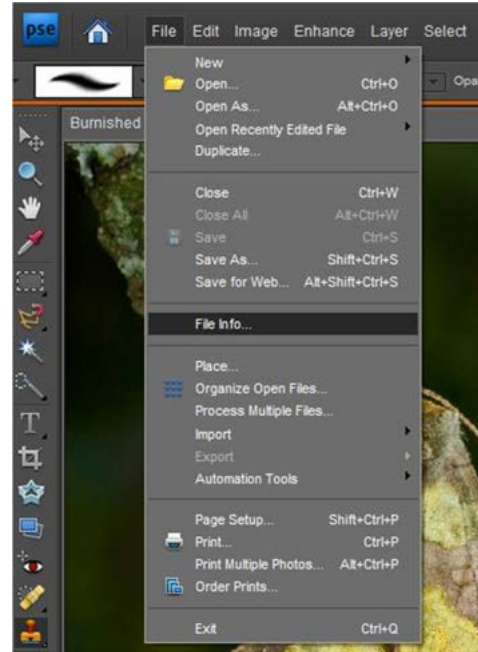 pse File Edit Image Enhance Layer Select
Opa
Burnished
New
Open... Ctrl+O
Open As... Alt+Ctrl+O
Open Recently Edited File
Duplicate...
Close Ctrl+W
Close All Alt+Ctrl+W
Save Ctrl+S
Save As... Shift+Ctrl+S
Save for Web... Alt+Shift+Ctrl+S
File Info...
Place...
Organize Open Files...
Process Multiple Files...
Import
Export
Automation Tools
Page Setup... Shift+Ctrl+P
Print... Ctrl+P
Print Multiple Photos... Alt+Ctrl+P
Order Prints...
Exit Ctrl+Q
T